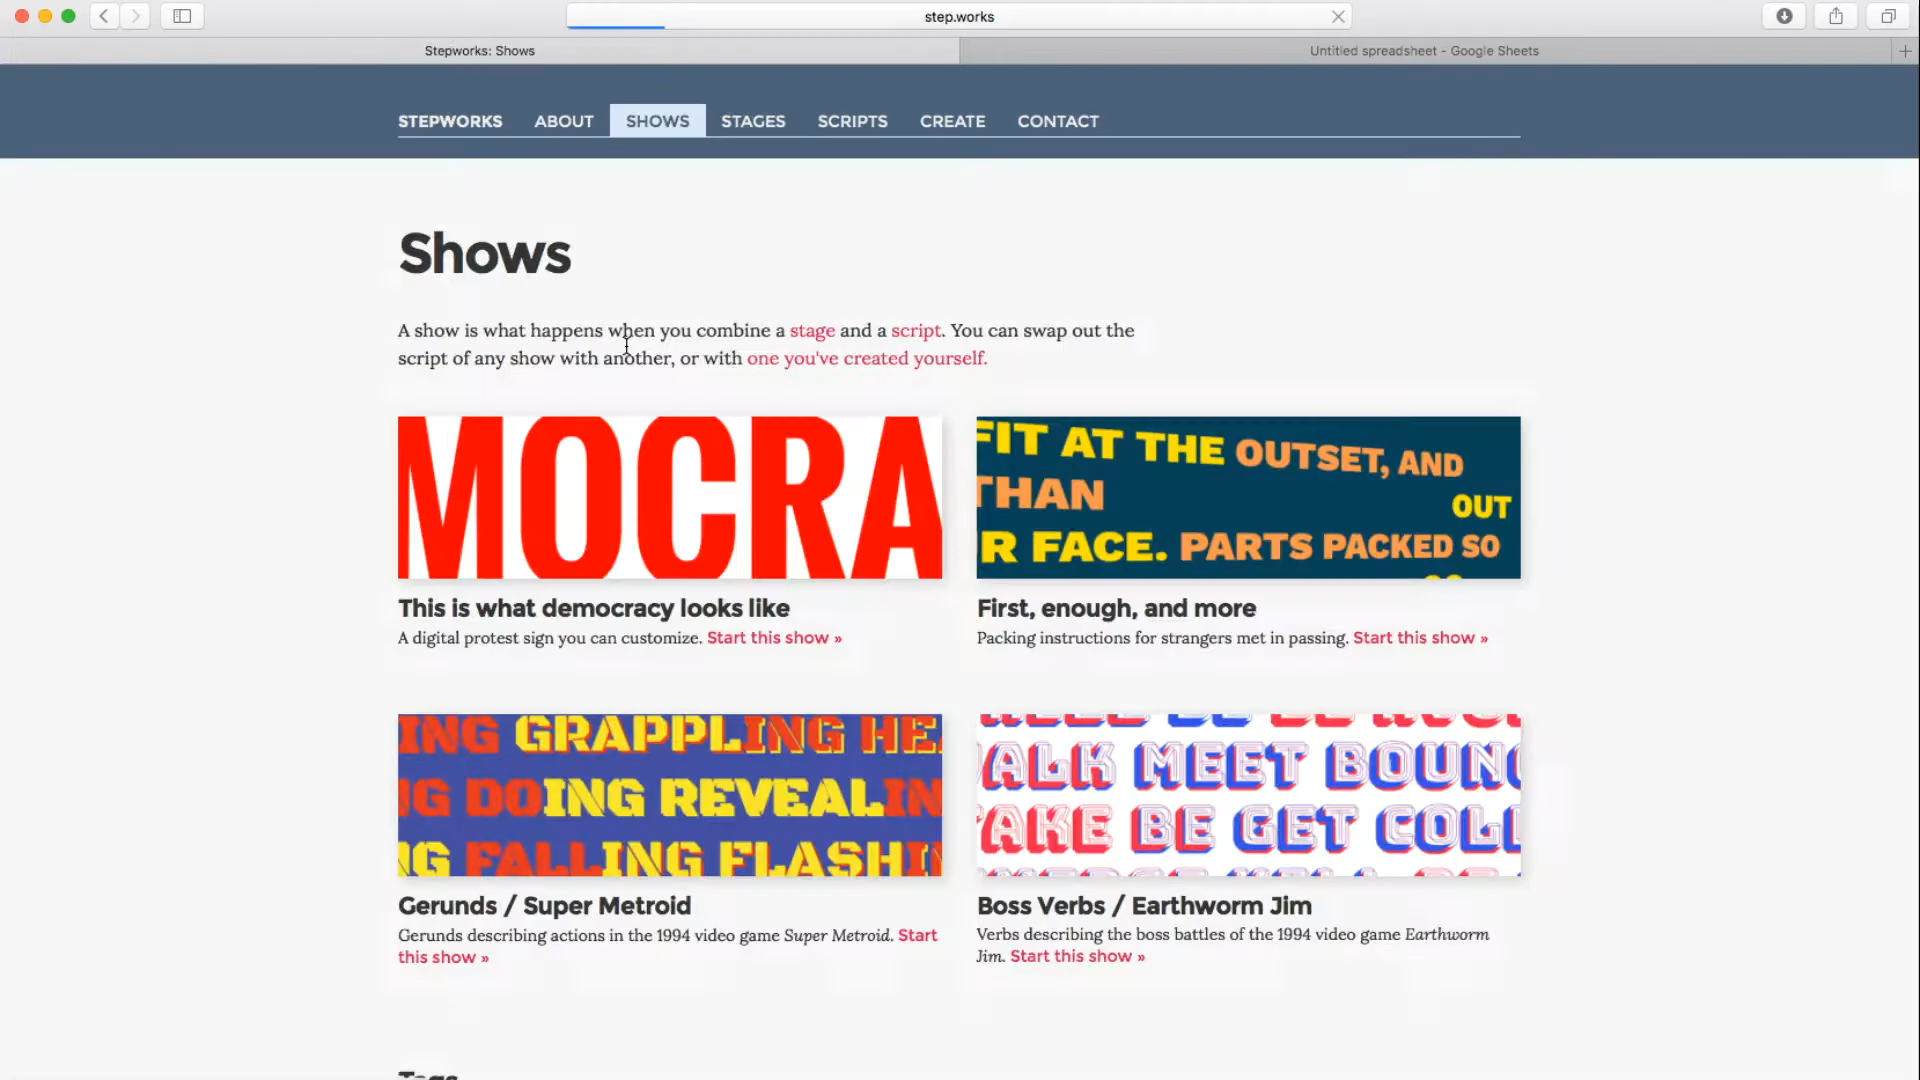 step.works
Stepworks: Shows
Untitled spreadsheet - Google Sheets
STEPWORKS ABOUT SHOWS STAGES SCRIPTS CREATE CONTACT
Shows
A show is what happens when you combine a stage and a script. You can swap out the
script of any show with another, or with one you've created yourself.
MOCRA
FIT AT THE OUTSET, AND
THAN
OUT
R FACE. PARTS PACKED SO
This is what democracy looks like
A digital protest sign you can customize. Start this show »
First, enough, and more
Packing instructions for strangers met in passing. Start this show »
ING GRAPPLING HE
G DOING REVEALIN
G FALLING FLASHI
ALK MEET BOUN
AKE BE GET COLL
Gerunds / Super Metroid
Gerunds describing actions in the 1994 video game Super Metroid. Start
this show »
Boss Verbs / Earthworm Jim
Verbs describing the boss battles of the 1994 video game Earthworm
Jim. Start this show »
Tags